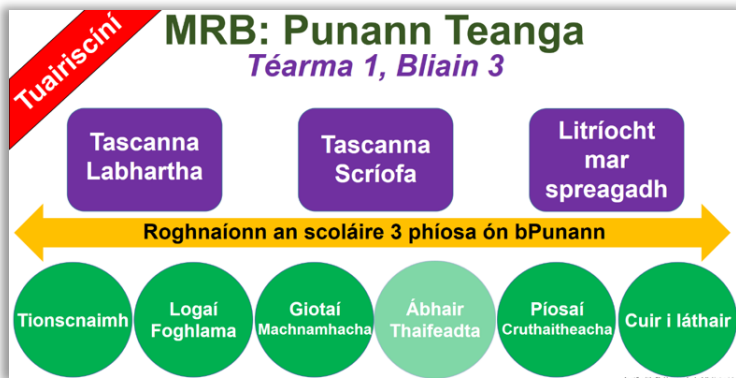 Tuairiscíní
MRB: Punann Teanga
Téarma 1, Bliain 3
Tascanna
Labhartha
Tascanna
Scríofa
Litríocht
mar
spreagadh
Roghnaíonn an scoláire 3 phíosa ón bPunann
Tionscnaimh
Logaí
Foghlama
Giotaí
Machnamhacha
Ábhair
Thaifeadta
Píosaí
Cruthaitheacha
Cuir i láthair